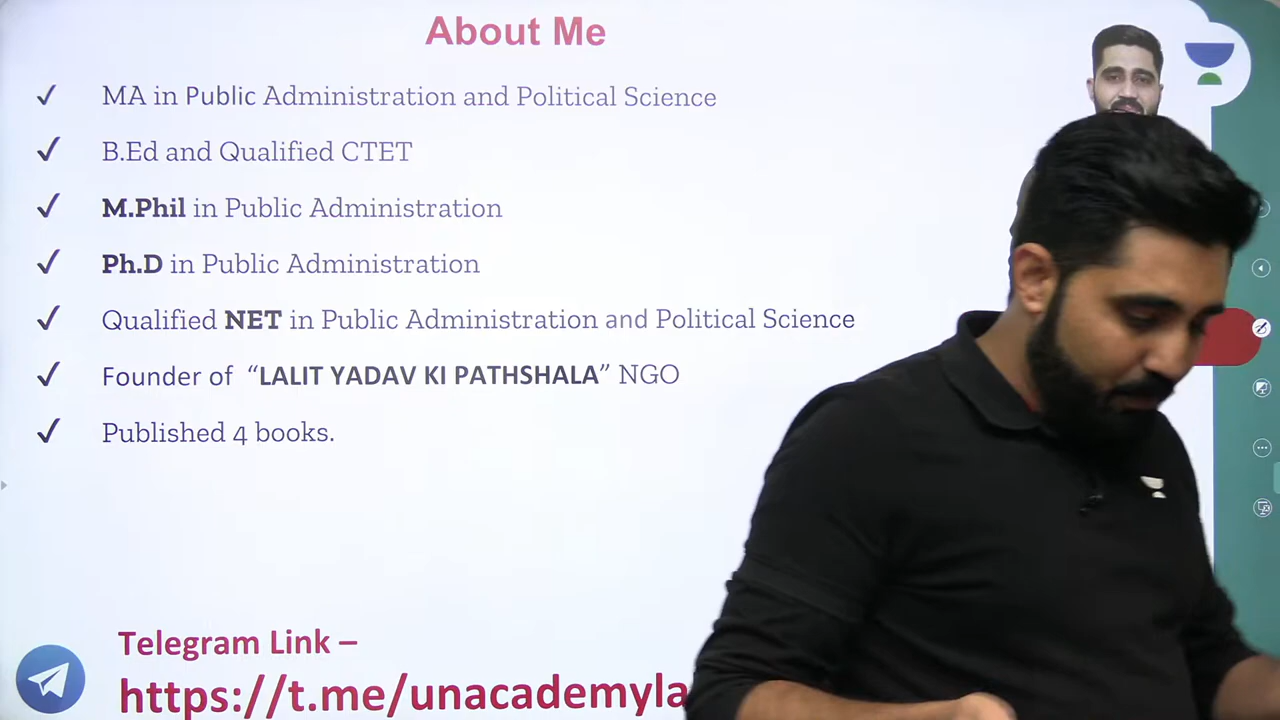 About Me
✓ MA in Public Administration and Political Science
✓ B.Ed and Qualified CTET
✓ M.Phil in Public Administration
✓ Ph.D in Public Administration
✓ Qualified NET in Public Administration and Political Science
✓ Founder of “LALIT YADAV KI PATHSHALA” NGO
✓ Published 4 books.
Telegram Link –
https://t.me/unacademyla